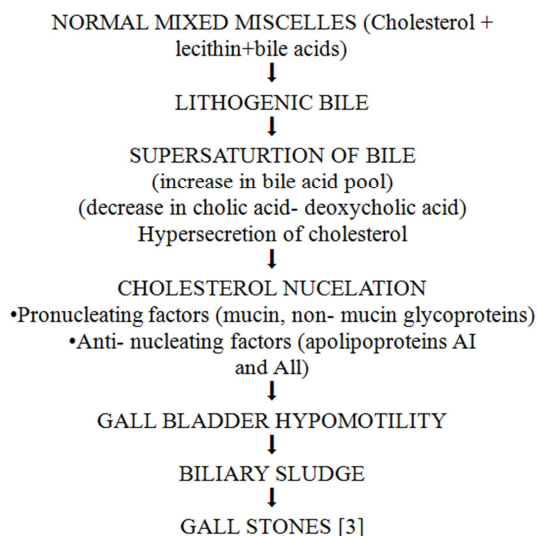 NORMAL MIXED MISCELLES (Cholesterol +
lecithin+bile acids)
LITHOGENIC BILE
SUPERSATURTION OF BILE
(increase in bile acid pool)
(decrease in cholic acid- deoxycholic acid)
Hypersecretion of cholesterol
CHOLESTEROL NUCELATION
•Pronucleating factors (mucin, non- mucin glycoproteins)
•Anti- nucleating factors (apolipoproteins AI
and All)
GALL BLADDER HYPOMOTILITY
BILIARY SLUDGE
GALL STONES [3]